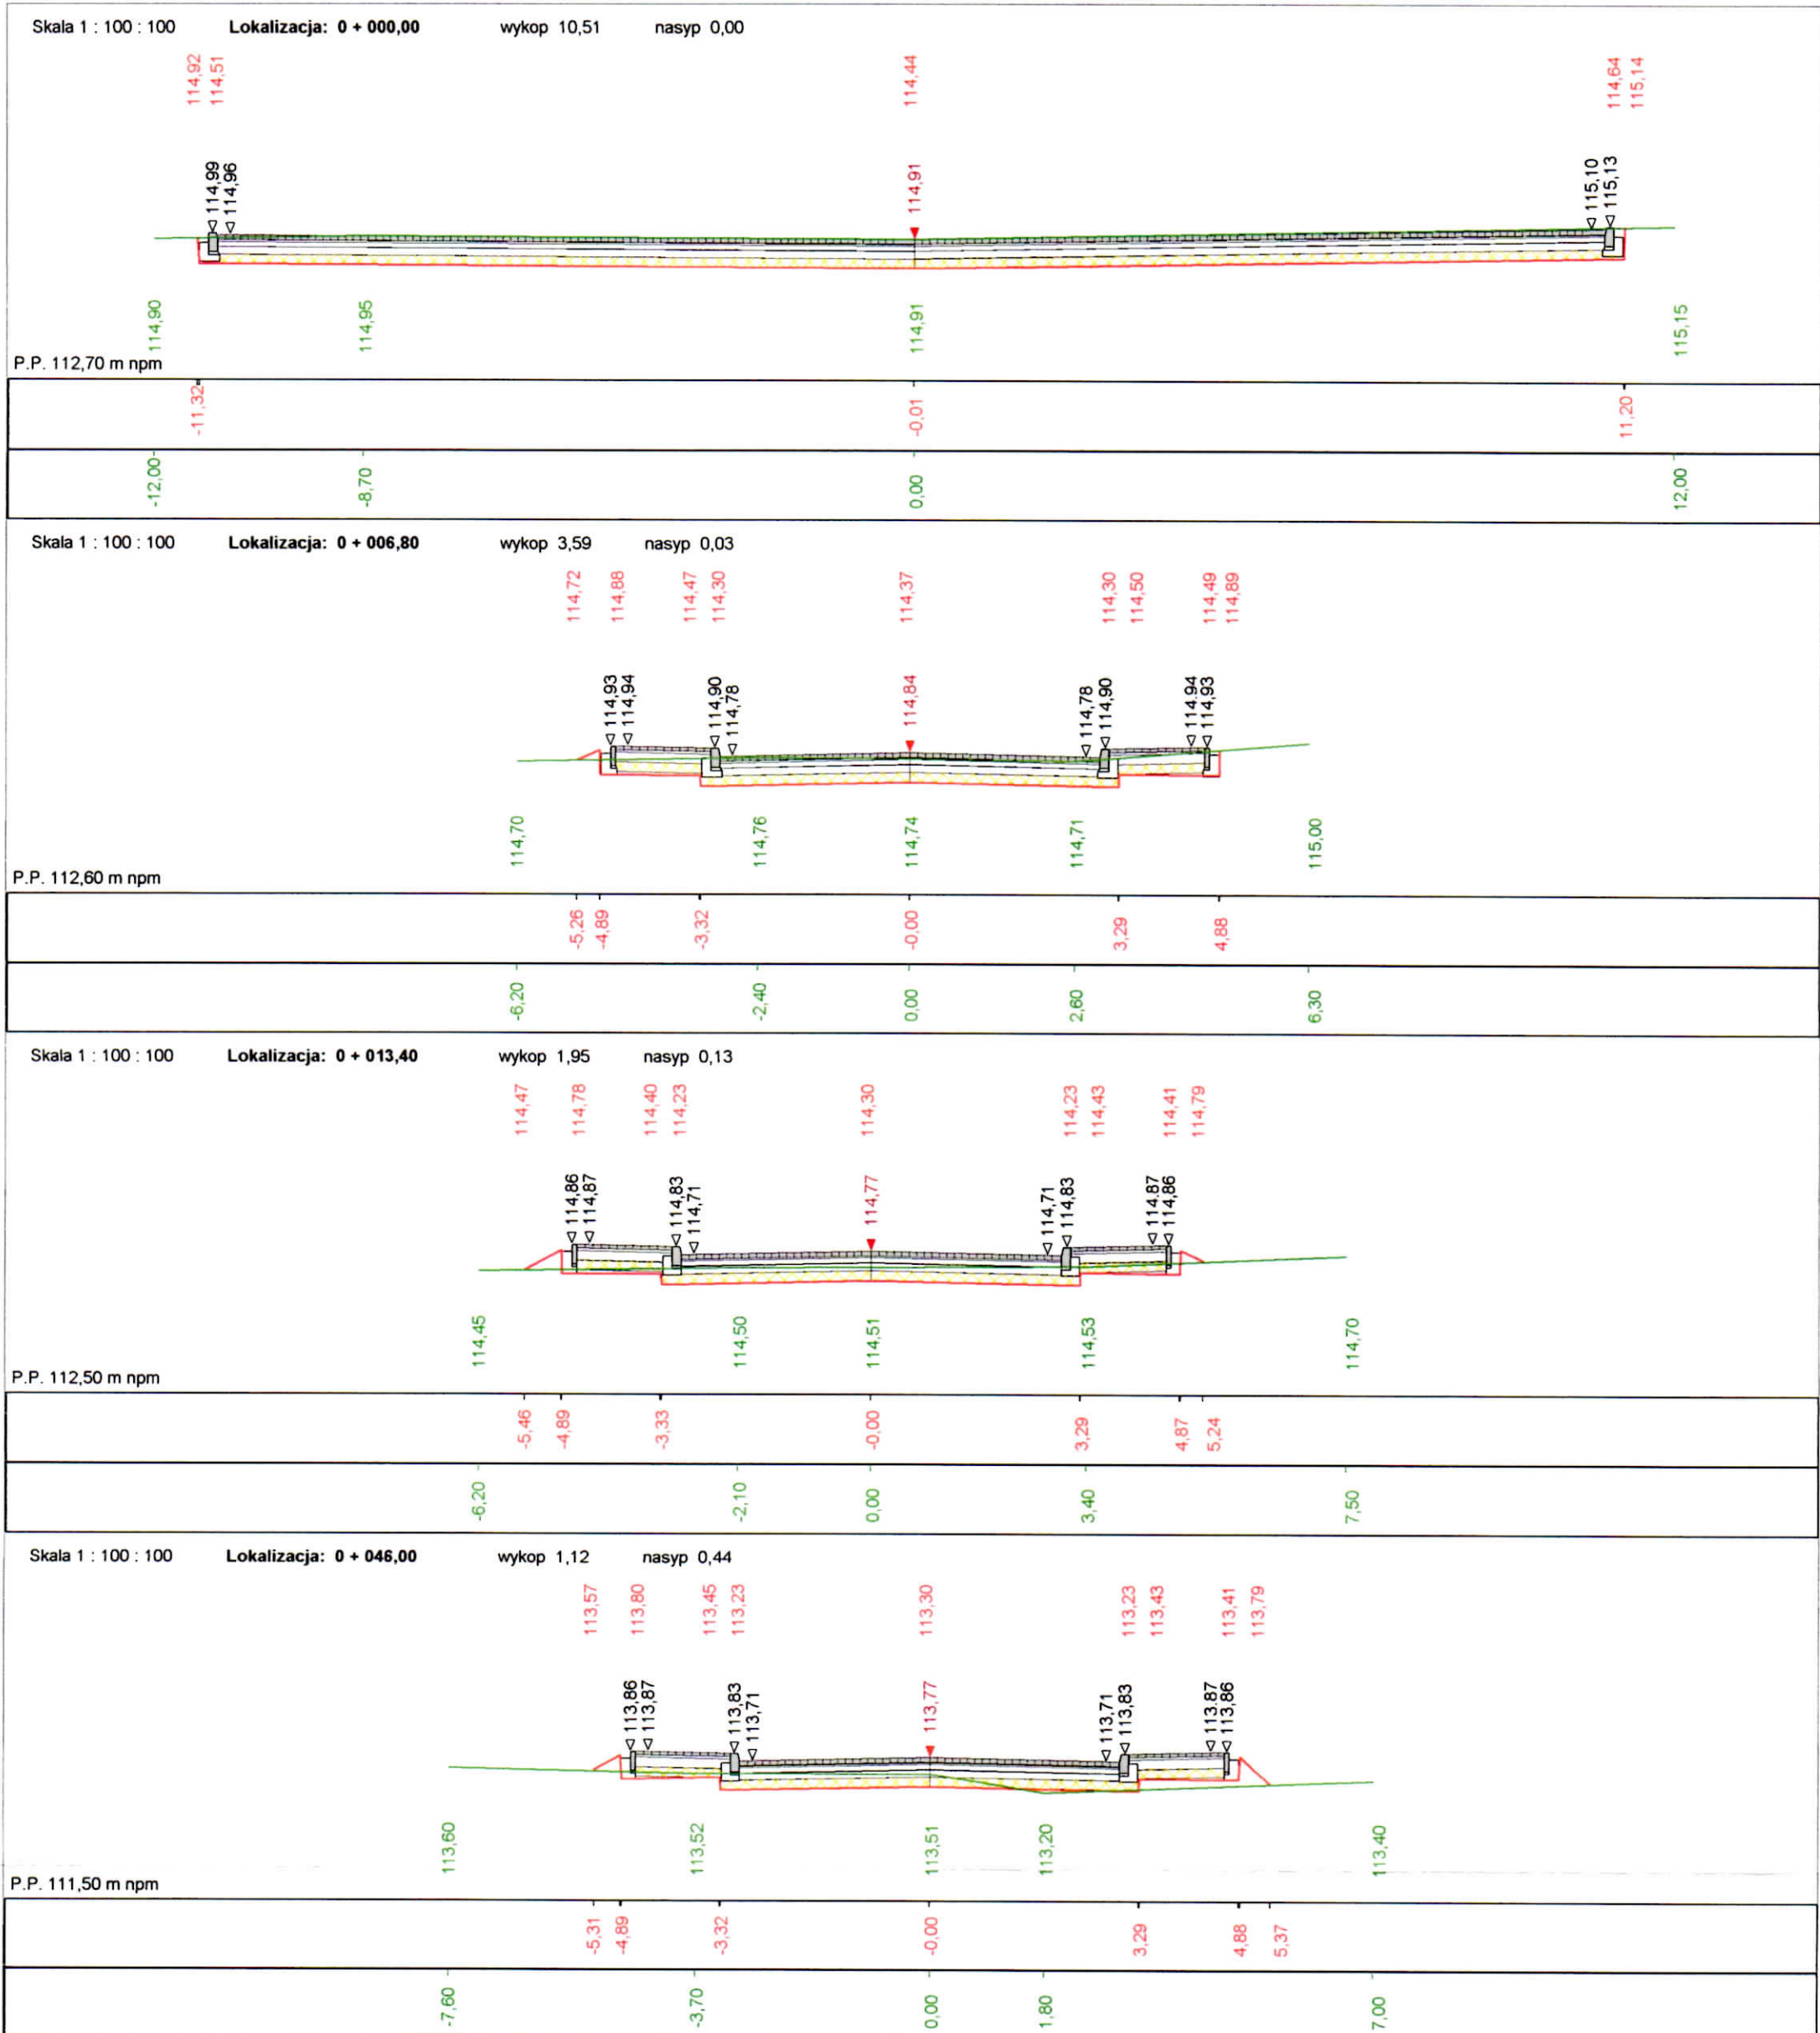 Skala 1 : 100 : 100 Lokalizacja: 0 + 000,00 wykop 10,51 nasyp 0,00
114,92 114,51 114,44 114,64 115,14
114,99 114,96 114,91 115,10 115,13
114,90 114,95 114,91 115,15
P.P. 112,70 m npm
-11,32 -0,01 11,20
-12,00 -8,70 0,00 12,00
Skala 1 : 100 : 100 Lokalizacja: 0 + 006,80 wykop 3,59 nasyp 0,03
114,72 114,88 114,47 114,30 114,37 114,30 114,50 114,49 114,89
114,93 114,94 114,90 114,78 114,84 114,78 114,90 114,94 114,93
114,70 114,76 114,74 114,71 115,00
P.P. 112,60 m npm
-5,26 -4,89 -3,32 -0,00 3,29 4,88
-6,20 -2,40 0,00 2,60 6,30
Skala 1 : 100 : 100 Lokalizacja: 0 + 013,40 wykop 1,95 nasyp 0,13
114,47 114,78 114,40 114,23 114,30 114,23 114,43 114,41 114,79
114,86 114,87 114,83 114,71 114,77 114,71 114,83 114,87 114,86
114,45 114,50 114,51 114,53 114,70
P.P. 112,50 m npm
-5,46 -4,89 -3,33 -0,00 3,29 4,87 5,24
-6,20 -2,10 0,00 3,40 7,50
Skala 1 : 100 : 100 Lokalizacja: 0 + 046,00 wykop 1,12 nasyp 0,44
113,57 113,80 113,45 113,23 113,30 113,23 113,43 113,41 113,79
113,86 113,87 113,83 113,71 113,77 113,71 113,83 113,87 113,86
113,60 113,52 113,51 113,20 113,40
P.P. 111,50 m npm
-5,31 -4,89 -3,32 -0,00 3,29 4,88 5,37
-7,60 -3,70 0,00 1,80 7,00